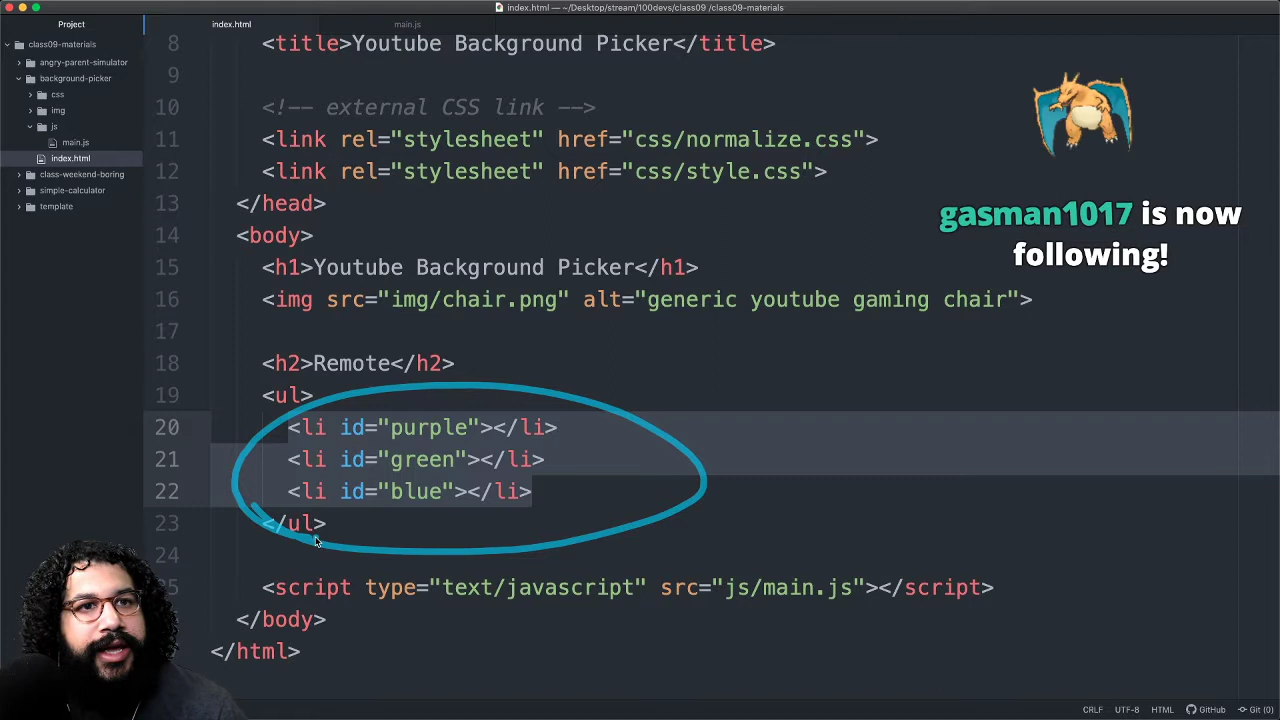 index.html — ~/Desktop/stream/100devs/class09 /class09-materials
Project
index.html
main.js
class09-materials
angry-parent-simulator
background-picker
css
img
js
main.js
index.html
class-weekend-boring
simple-calculator
template
8 <title>Youtube Background Picker</title>
9
10 <!-- external CSS link -->
11 <link rel="stylesheet" href="css/normalize.css">
12 <link rel="stylesheet" href="css/style.css">
13 </head>
14 <body>
15 <h1>Youtube Background Picker</h1>
16 <img src="img/chair.png" alt="generic youtube gaming chair">
17
18 <h2>Remote</h2>
19 <ul>
20 <li id="purple"></li>
21 <li id="green"></li>
22 <li id="blue"></li>
23 </ul>
24
25 <script type="text/javascript" src="js/main.js"></script>
</body>
</html>
gasman1017 is now
following!
CRLF UTF-8 HTML GitHub Git (0)